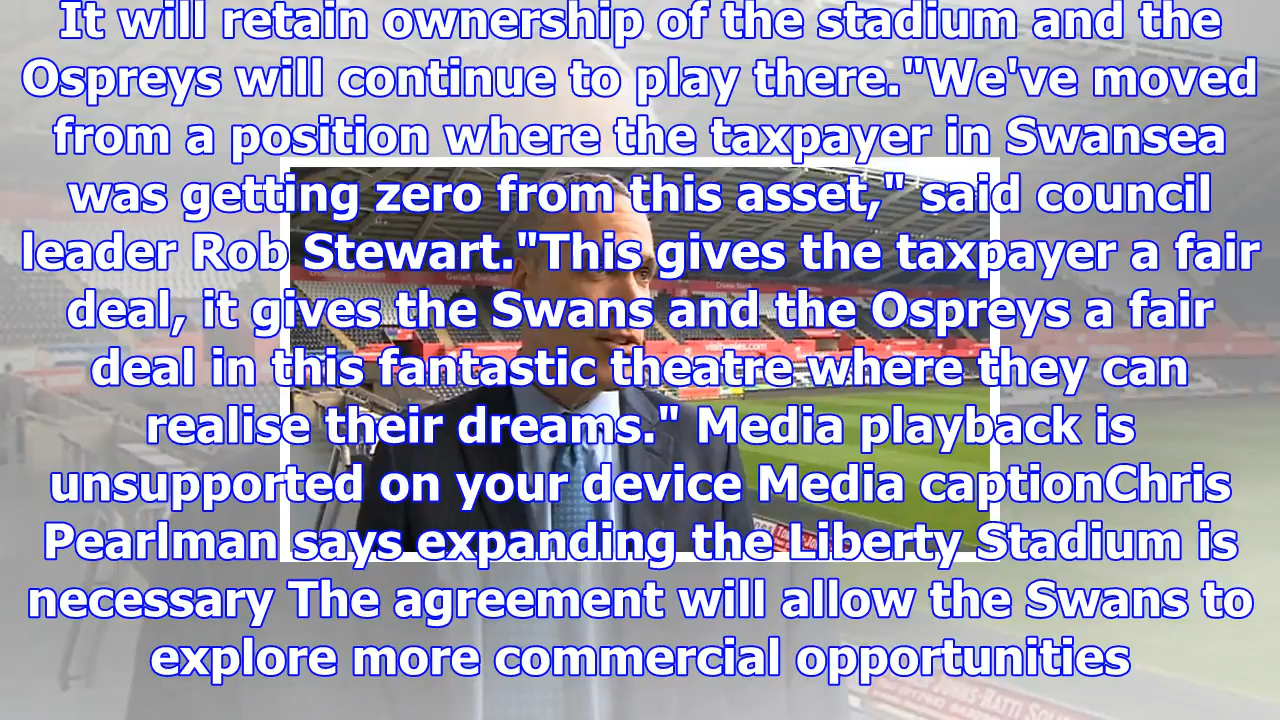 It will retain ownership of the stadium and the
Ospreys will continue to play there."We've moved
from a position where the taxpayer in Swansea
was getting zero from this asset," said council
leader Rob Stewart."This gives the taxpayer a fair
deal, it gives the Swans and the Ospreys a fair
deal in this fantastic theatre where they can
realise their dreams." Media playback is
unsupported on your device Media captionChris
Pearlman says expanding the Liberty Stadium is
necessary The agreement will allow the Swans to
explore more commercial opportunities